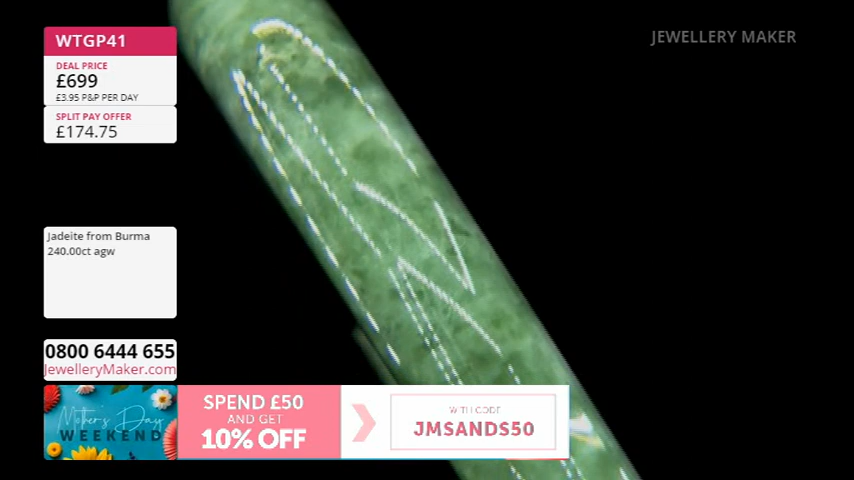 WTGP41
DEAL PRICE
£699
£3.95 P&P PER DAY
SPLIT PAY OFFER
£174.75
JEWELLERY MAKER
Jadeite from Burma
240.00ct agw
0800 6444 655
JewelleryMaker.com
Mother's Day
WEEKEND
SPEND £50
AND GET
10% OFF
WITH CODE
JMSANDS50